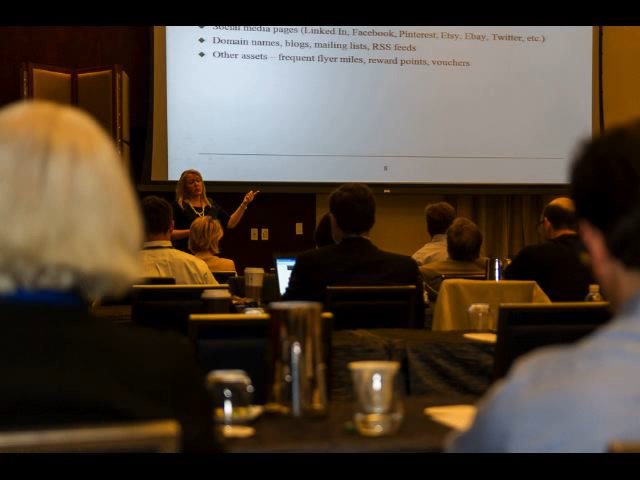 ❖ Social media pages (Linked In, Facebook, Pinterest, Etsy, Ebay, Twitter, etc.)
❖ Domain names, blogs, mailing lists, RSS feeds
❖ Other assets – frequent flyer miles, reward points, vouchers
8